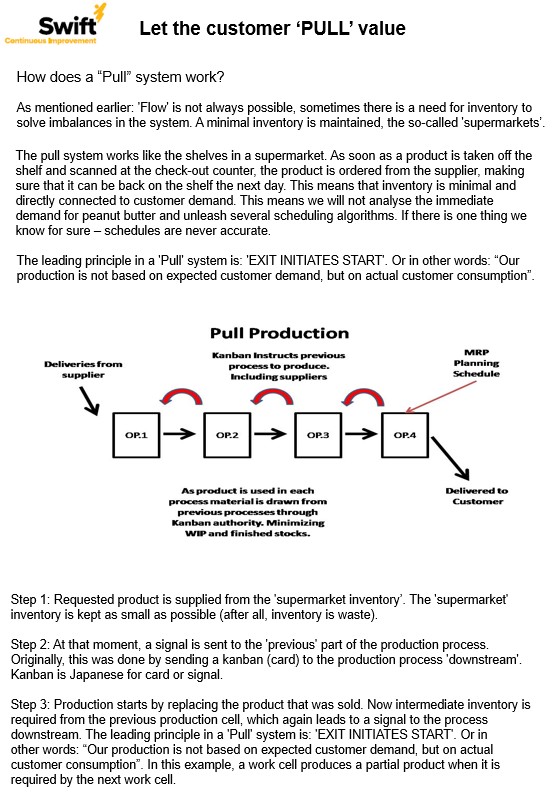 Swift
Continuous Improvement
Let the customer ‘PULL’ value
How does a “Pull” system work?
As mentioned earlier: 'Flow' is not always possible, sometimes there is a need for inventory to
solve imbalances in the system. A minimal inventory is maintained, the so-called 'supermarkets'.
The pull system works like the shelves in a supermarket. As soon as a product is taken off the
shelf and scanned at the check-out counter, the product is ordered from the supplier, making
sure that it can be back on the shelf the next day. This means that inventory is minimal and
directly connected to customer demand. This means we will not analyse the immediate
demand for peanut butter and unleash several scheduling algorithms. If there is one thing we
know for sure – schedules are never accurate.
The leading principle in a 'Pull' system is: 'EXIT INITIATES START'. Or in other words: “Our
production is not based on expected customer demand, but on actual customer consumption”.
Pull Production
Deliveries from
supplier
Kanban Instructs previous
process to produce.
Including suppliers
MRP
Planning
Schedule
OP.1
OP.2
OP.3
OP.4
As product is used in each
process material is drawn from
previous processes through
Kanban authority. Minimizing
WIP and finished stocks.
Delivered to
Customer
Step 1: Requested product is supplied from the 'supermarket inventory'. The 'supermarket'
inventory is kept as small as possible (after all, inventory is waste).
Step 2: At that moment, a signal is sent to the 'previous' part of the production process.
Originally, this was done by sending a kanban (card) to the production process 'downstream'.
Kanban is Japanese for card or signal.
Step 3: Production starts by replacing the product that was sold. Now intermediate inventory is
required from the previous production cell, which again leads to a signal to the process
downstream. The leading principle in a 'Pull' system is: 'EXIT INITIATES START'. Or in
other words: “Our production is not based on expected customer demand, but on actual
customer consumption”. In this example, a work cell produces a partial product when it is
required by the next work cell.